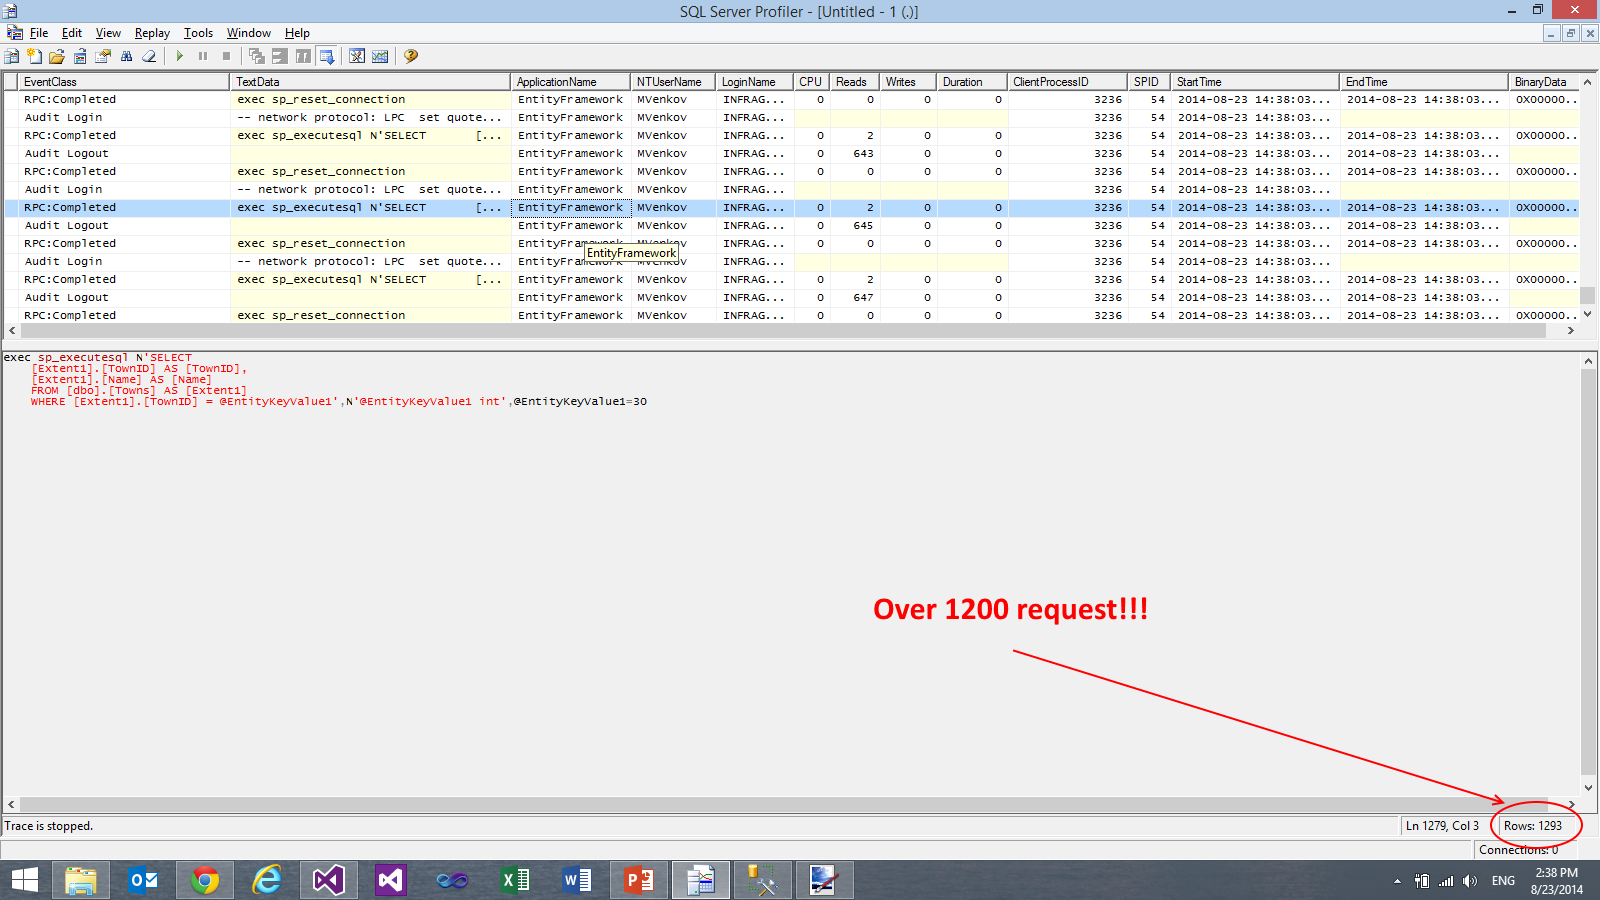 SQL Server Profiler - [Untitled - 1 (.)]
File Edit View Replay Tools Window Help
EventClass TextData ApplicationName NTUserName LoginName CPU Reads Writes Duration ClientProcessID SPID StartTime EndTime BinaryData
RPC:Completed exec sp_reset_connection EntityFramework MVenkov INFRAG... 0 0 0 0 3236 54 2014-08-23 14:38:03... 2014-08-23 14:38:03... 0X00000...
Audit Login -- network protocol: LPC set quote... EntityFramework MVenkov INFRAG... 3236 54 2014-08-23 14:38:03...
RPC:Completed exec sp_executesql N'SELECT [... EntityFramework MVenkov INFRAG... 0 2 0 0 3236 54 2014-08-23 14:38:03... 2014-08-23 14:38:03... 0X00000...
Audit Logout EntityFramework MVenkov INFRAG... 0 643 0 0 3236 54 2014-08-23 14:38:03... 2014-08-23 14:38:03...
RPC:Completed exec sp_reset_connection EntityFramework MVenkov INFRAG... 0 0 0 0 3236 54 2014-08-23 14:38:03... 2014-08-23 14:38:03... 0X00000...
Audit Login -- network protocol: LPC set quote... EntityFramework MVenkov INFRAG... 3236 54 2014-08-23 14:38:03...
RPC:Completed exec sp_executesql N'SELECT [... EntityFramework MVenkov INFRAG... 0 2 0 0 3236 54 2014-08-23 14:38:03... 2014-08-23 14:38:03... 0X00000...
Audit Logout EntityFramework MVenkov INFRAG... 0 645 0 0 3236 54 2014-08-23 14:38:03... 2014-08-23 14:38:03...
RPC:Completed exec sp_reset_connection EntityFramework MVenkov INFRAG... 0 0 0 0 3236 54 2014-08-23 14:38:03... 2014-08-23 14:38:03... 0X00000...
EntityFramework
Audit Login -- network protocol: LPC set quote... EntityFramework MVenkov INFRAG... 3236 54 2014-08-23 14:38:03...
RPC:Completed exec sp_executesql N'SELECT [... EntityFramework MVenkov INFRAG... 0 2 0 0 3236 54 2014-08-23 14:38:03... 2014-08-23 14:38:03... 0X00000...
Audit Logout EntityFramework MVenkov INFRAG... 0 647 0 0 3236 54 2014-08-23 14:38:03... 2014-08-23 14:38:03...
RPC:Completed exec sp_reset_connection EntityFramework MVenkov INFRAG... 0 0 0 0 3236 54 2014-08-23 14:38:03... 2014-08-23 14:38:03... 0X00000...
exec sp_executesql N'SELECT
[Extent1].[TownID] AS [TownID],
[Extent1].[Name] AS [Name]
FROM [dbo].[Towns] AS [Extent1]
WHERE [Extent1].[TownID] = @EntityKeyValue1',N'@EntityKeyValue1 int',@EntityKeyValue1=30
Over 1200 request!!!
Trace is stopped. Ln 1279, Col 3 Rows: 1293
Connections: 0
ENG 2:38 PM
8/23/2014